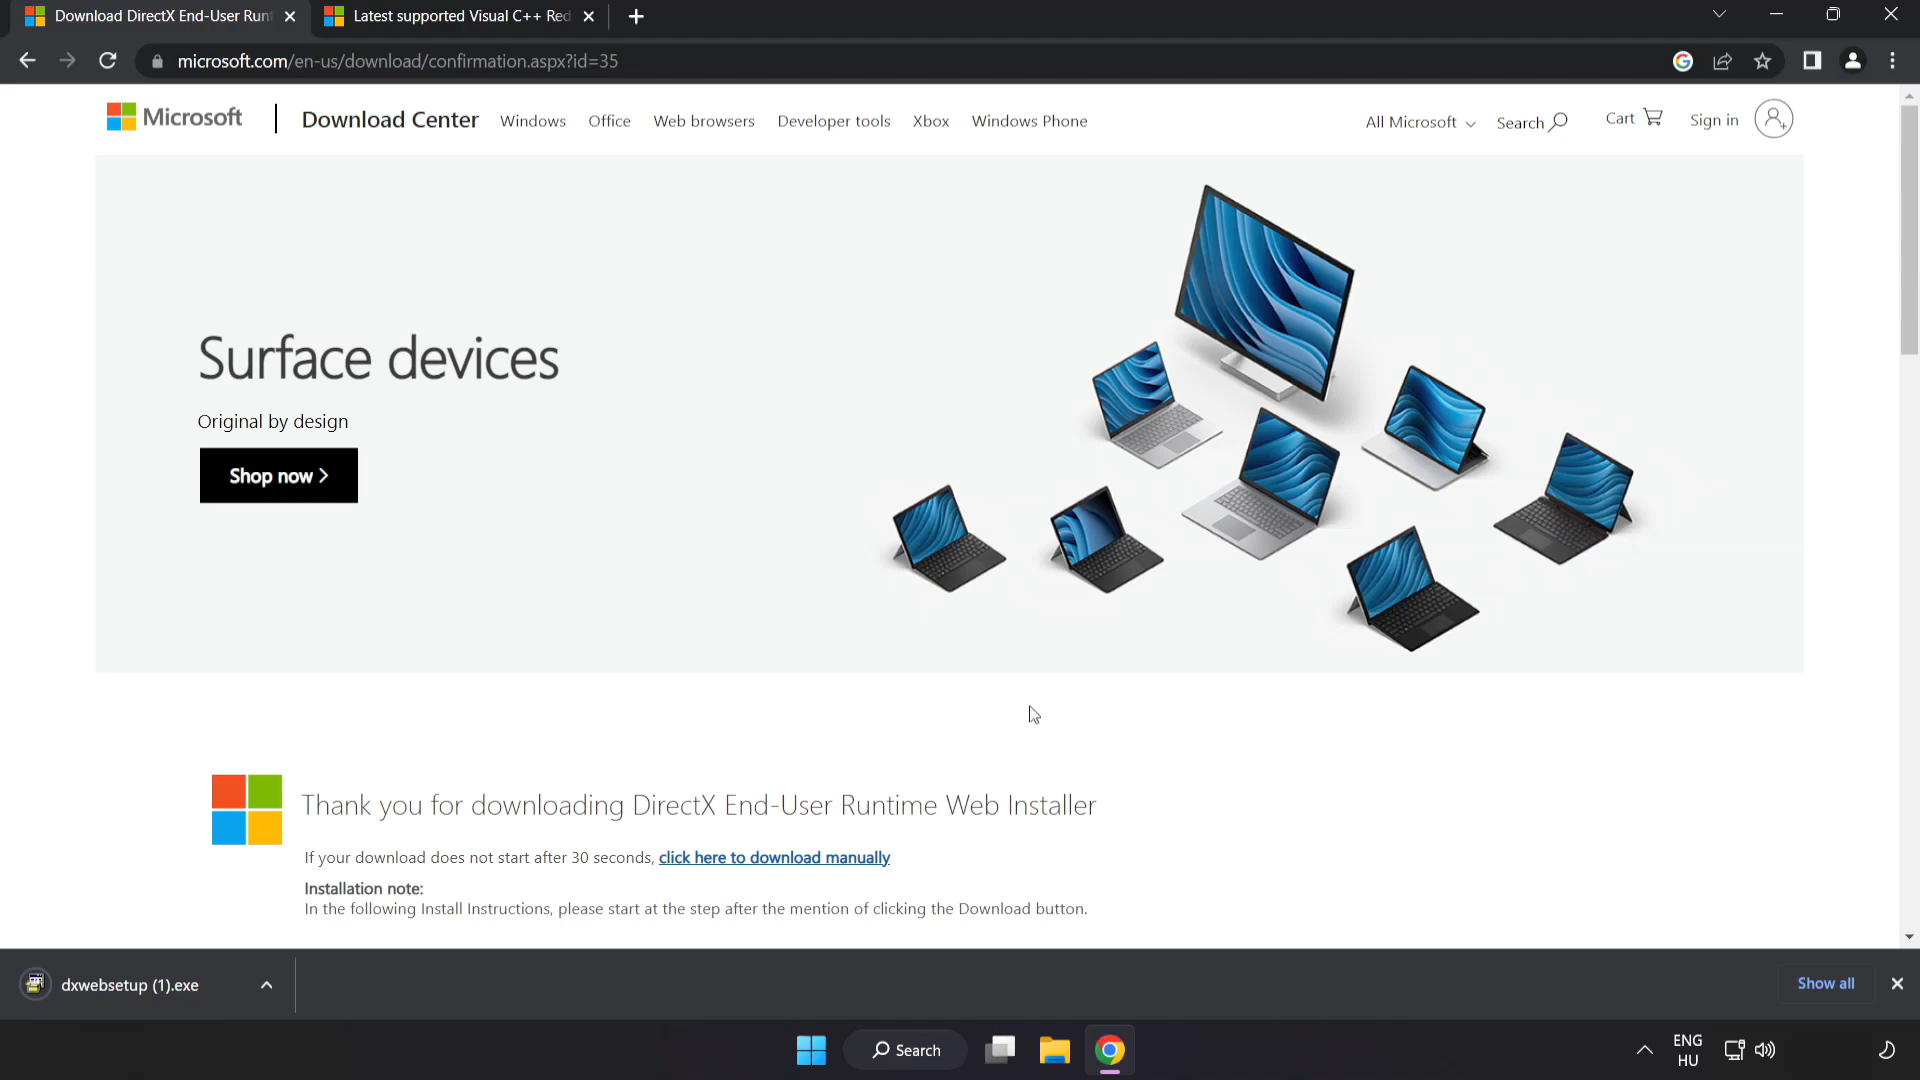 Download DirectX End-User Runt
Latest supported Visual C++ Red
microsoft.com/en-us/download/confirmation.aspx?id=35
Microsoft
Download Center
Windows
Office
Web browsers
Developer tools
Xbox
Windows Phone
All Microsoft
Search
Cart
Sign in
Surface devices
Original by design
Shop now
Thank you for downloading DirectX End-User Runtime Web Installer
If your download does not start after 30 seconds, click here to download manually
Installation note:
In the following Install Instructions, please start at the step after the mention of clicking the Download button.
dxwebsetup (1).exe
Show all
Search
ENG
HU